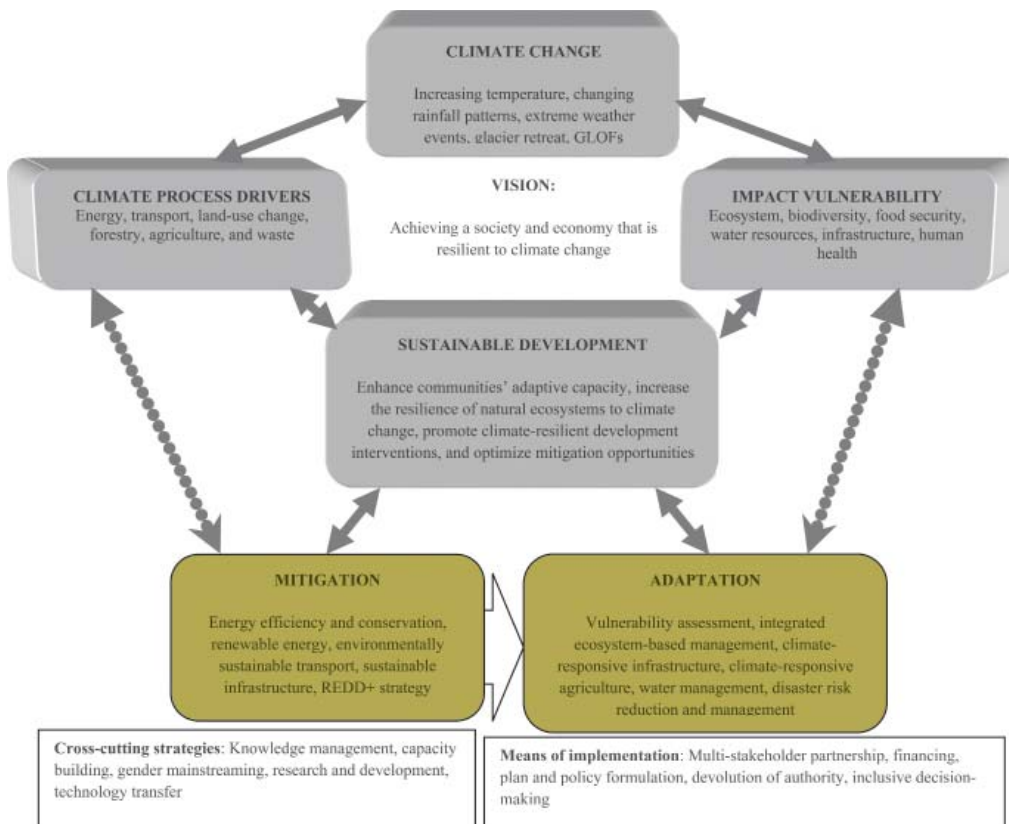 CLIMATE CHANGE
Increasing temperature, changing
rainfall patterns, extreme weather
events, glacier retreat, GLOFs
CLIMATE PROCESS DRIVERS
Energy, transport, land-use change,
forestry, agriculture, and waste
VISION:
Achieving a society and economy that is
resilient to climate change
IMPACT VULNERABILITY
Ecosystem, biodiversity, food security,
water resources, infrastructure, human
health
SUSTAINABLE DEVELOPMENT
Enhance communities’ adaptive capacity, increase
the resilience of natural ecosystems to climate
change, promote climate-resilient development
interventions, and optimize mitigation opportunities
MITIGATION
Energy efficiency and conservation,
renewable energy, environmentally
sustainable transport, sustainable
infrastructure, REDD+ strategy
ADAPTATION
Vulnerability assessment, integrated
ecosystem-based management, climate-
responsive infrastructure, climate-responsive
agriculture, water management, disaster risk
reduction and management
Cross-cutting strategies: Knowledge management, capacity
building, gender mainstreaming, research and development,
technology transfer
Means of implementation: Multi-stakeholder partnership, financing,
plan and policy formulation, devolution of authority, inclusive decision-
making